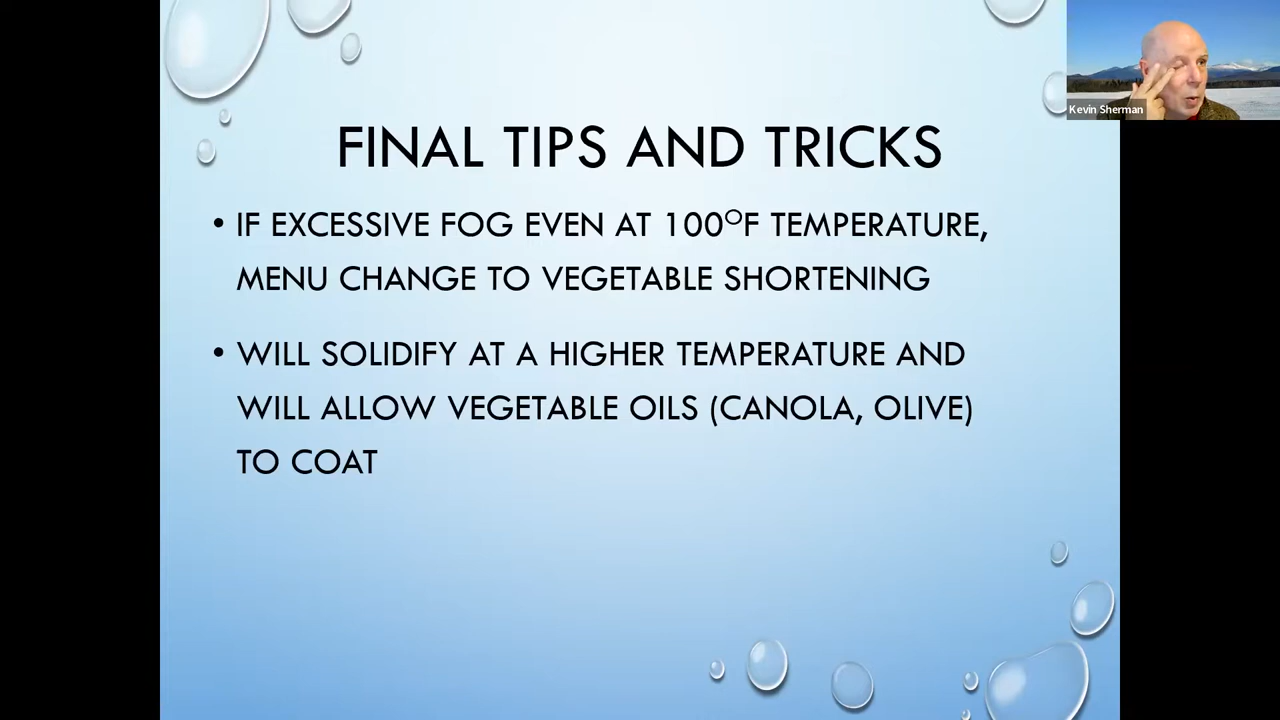 Kevin Sherman
FINAL TIPS AND TRICKS
• IF EXCESSIVE FOG EVEN AT 100ºF TEMPERATURE,
MENU CHANGE TO VEGETABLE SHORTENING
• WILL SOLIDIFY AT A HIGHER TEMPERATURE AND
WILL ALLOW VEGETABLE OILS (CANOLA, OLIVE)
TO COAT